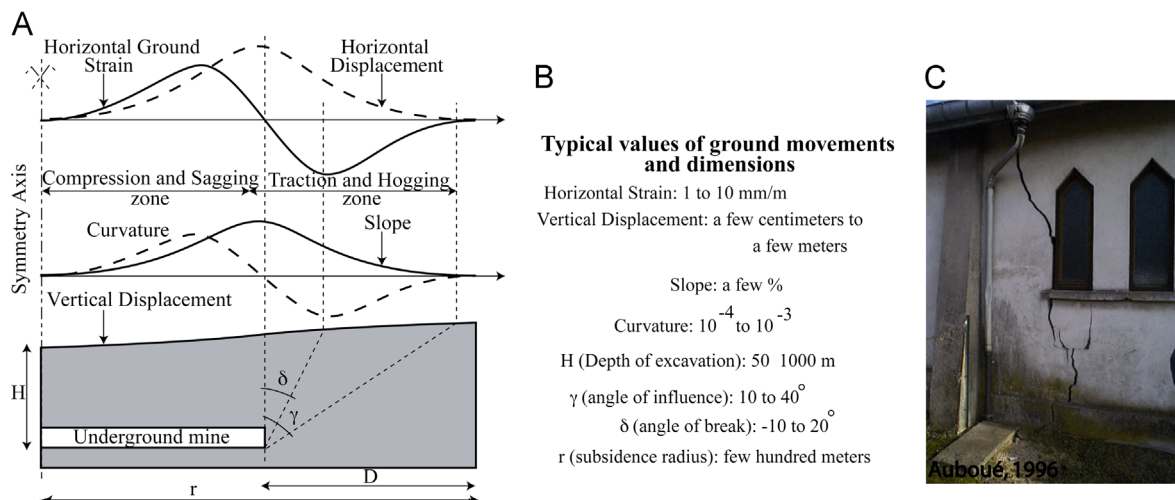 A
Horizontal Ground
Strain
Horizontal
Displacement
Compression and Sagging
zone
Traction and Hogging
zone
Symmetry Axis
Curvature
Slope
Vertical Displacement
H
δ
γ
Underground mine
D
r
B
Typical values of ground movements
and dimensions
Horizontal Strain: 1 to 10 mm/m
Vertical Displacement: a few centimeters to
a few meters
Slope: a few %
Curvature: 10⁻⁴ to 10⁻³
H (Depth of excavation): 50 1000 m
γ (angle of influence): 10 to 40°
δ (angle of break): -10 to 20°
r (subsidence radius): few hundred meters
C
Auboué, 1996